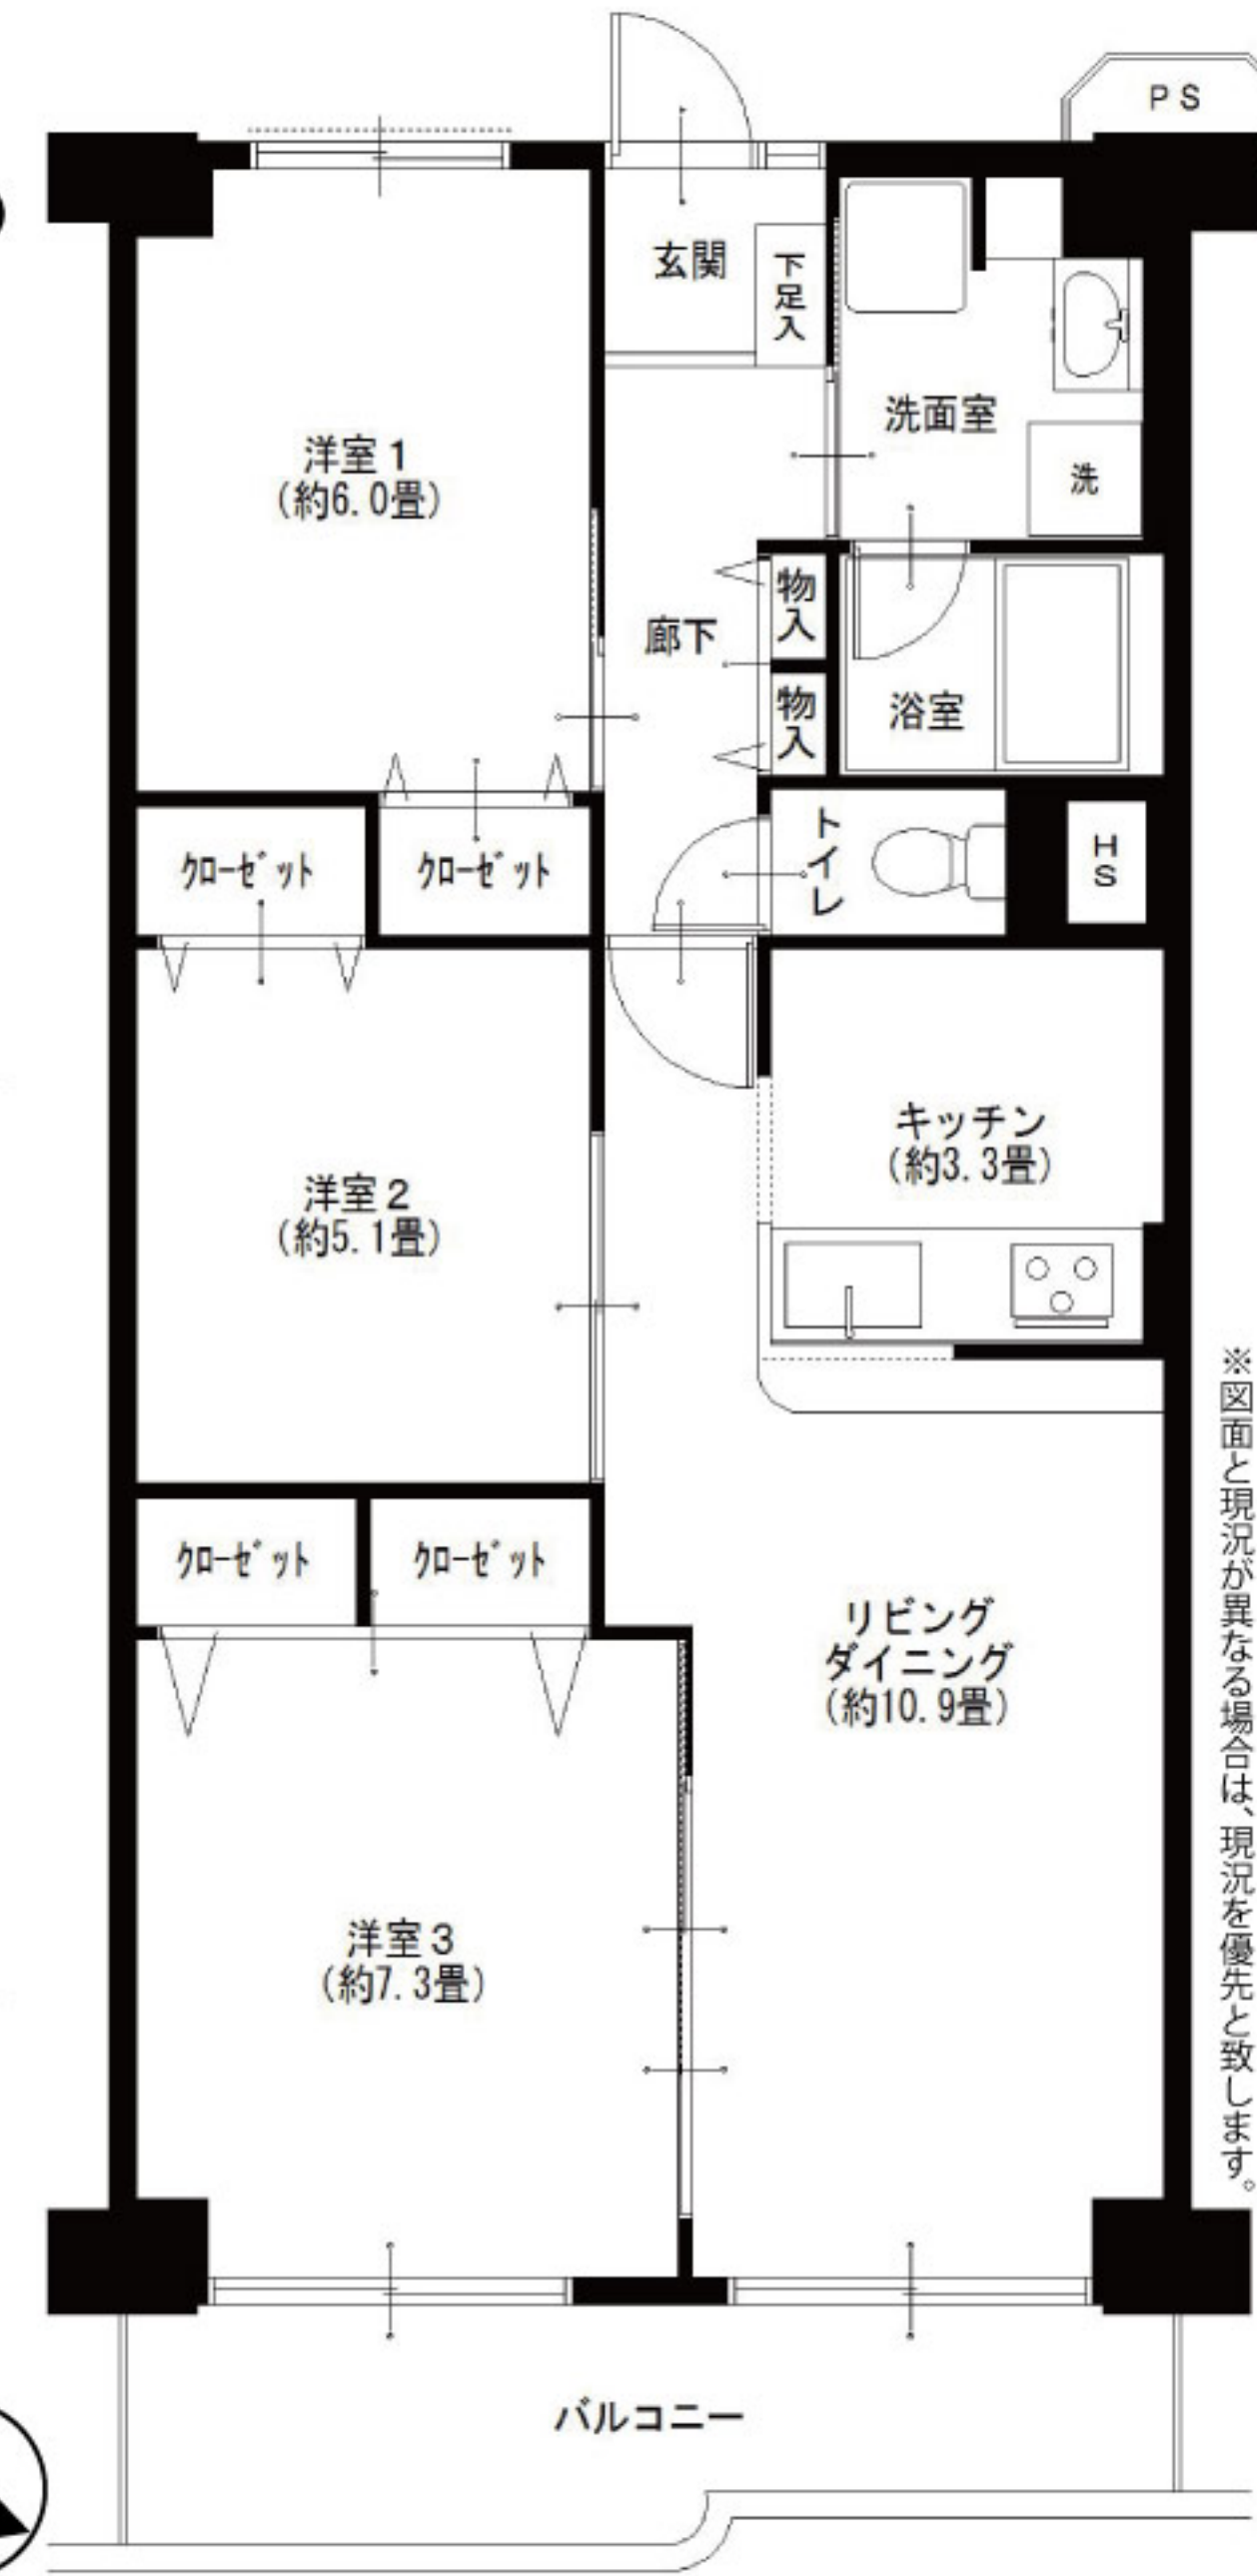 PS
玄関
下足入
洗面室
洗
洋室1
(約6.0畳)
物入
廊下
物入
浴室
トイレ
HS
クローゼット
クローゼット
キッチン
(約3.3畳)
洋室2
(約5.1畳)
クローゼット
クローゼット
リビング
ダイニング
(約10.9畳)
洋室3
(約7.3畳)
バルコニー
※図面と現況が異なる場合は、現況を優先と致します。